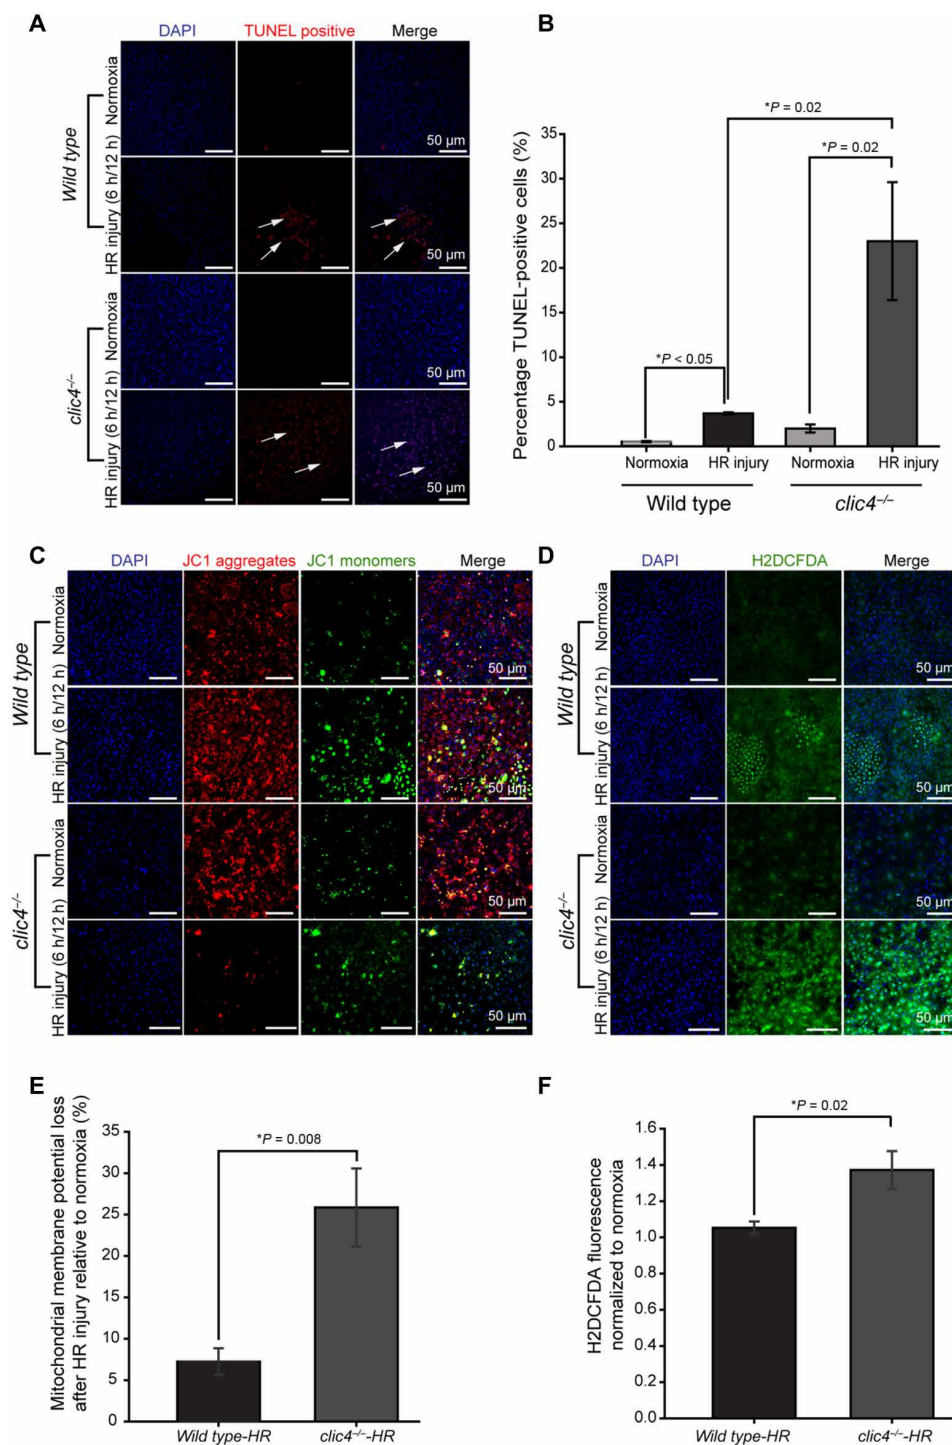 A
DAPI TUNEL positive Merge
Wild type
Normoxia
50 µm
HR injury (6 h/12 h)
50 µm
clic4–/–
Normoxia
50 µm
HR injury (6 h/12 h)
50 µm
B
Percentage TUNEL-positive cells (%)
35
30
25
20
15
10
5
0
*P = 0.02
*P = 0.02
*P < 0.05
Normoxia HR injury Normoxia HR injury
Wild type clic4–/–
C
DAPI JC1 aggregates JC1 monomers Merge
Wild type
Normoxia
50 µm
HR injury (6 h/12 h)
50 µm
clic4–/–
Normoxia
50 µm
HR injury (6 h/12 h)
50 µm
D
DAPI H2DCFDA Merge
Wild type
Normoxia
50 µm
HR injury (6 h/12 h)
50 µm
clic4–/–
Normoxia
50 µm
HR injury (6 h/12 h)
50 µm
E
Mitochondrial membrane potential loss
after HR injury relative to normoxia (%)
35
30
25
20
15
10
5
0
*P = 0.008
Wild type-HR clic4–/–-HR
F
H2DCFDA fluorescence
normalized to normoxia
1.6
1.4
1.2
1.0
0.8
0.6
0.4
0.2
0.0
*P = 0.02
Wild type-HR clic4–/–-HR